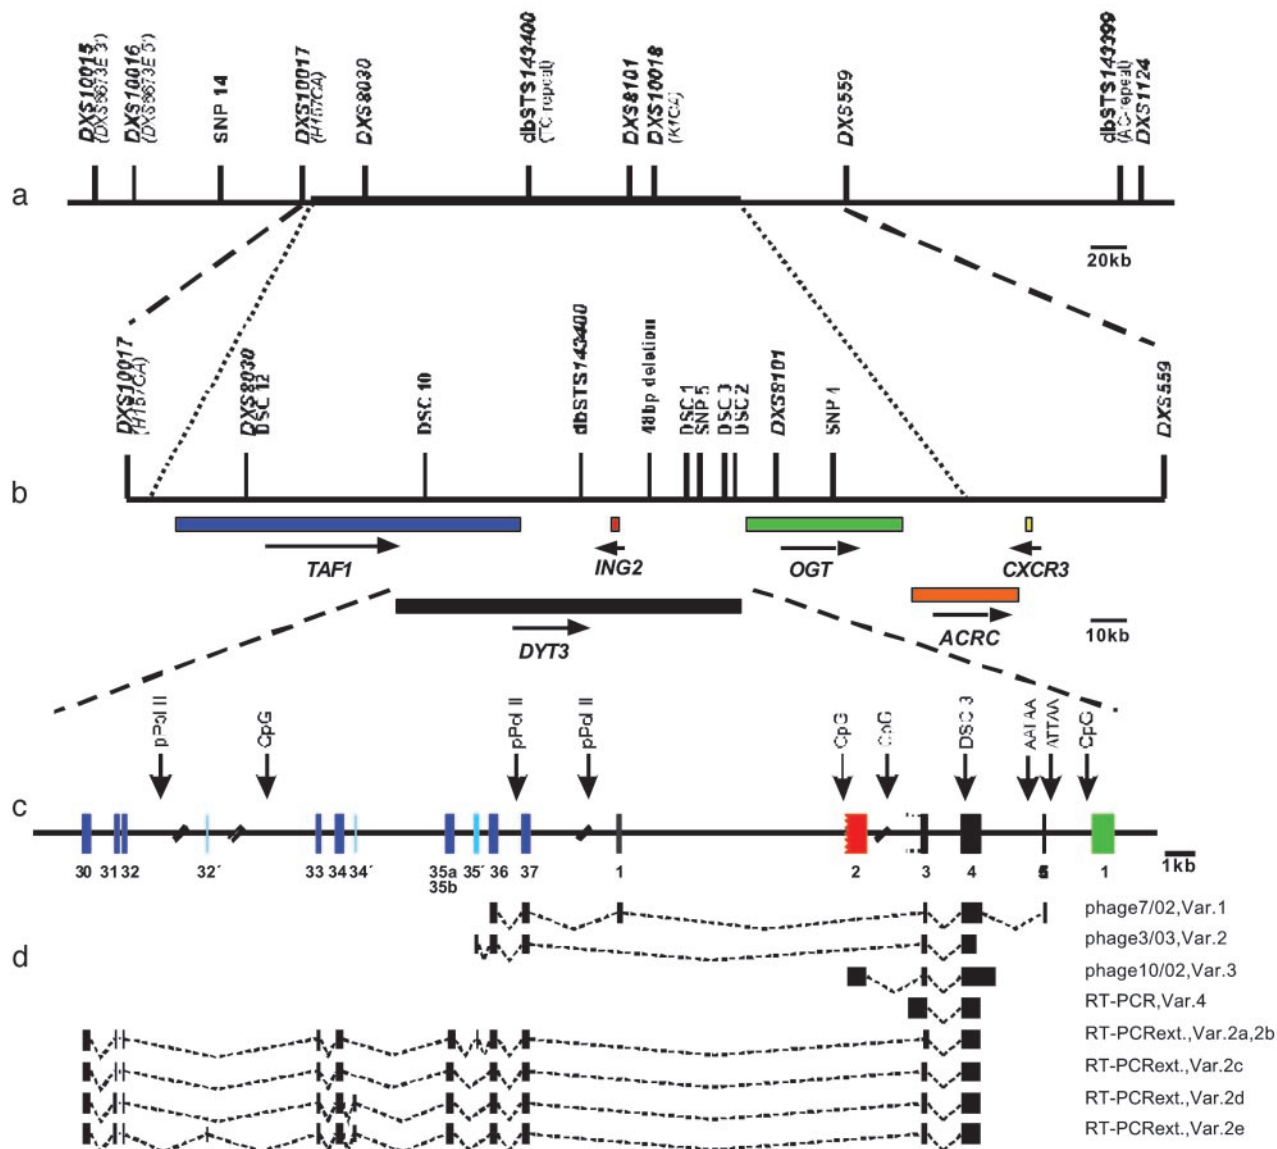 DXS10015
(DXS6673E 3')
DXS10016
(DXS6673E 5')
SNP 14
DXS10017
(H157CA)
DXS8030
dbSTS143400
(TC repeat)
DXS8101
DXS10018
(K1CA)
DXS559
dbSTS143399
(AC-repeat)
DXS1124
a
20kb
DXS10017
(H157CA)
DXS8030
DSC 12
DSC 10
dbSTS143400
48bp deletion
DSC 1
SNP 5
DSC 3
DSC 2
DXS8101
SNP 4
DXS559
b
TAF1
ING2
OGT
CXCR3
ACRC
DYT3
10kb
pPol II
CpG
pPol II
pPol II
CpG
CpG
DSC 3
AATAA
ATTAA
CpG
c
30 31 32 32´ 33 34 34´ 35a 35´ 36 37 1 2 3 4 5 1
35b
1kb
d
phage7/02,Var.1
phage3/03,Var.2
phage10/02,Var.3
RT-PCR,Var.4
RT-PCRext.,Var.2a,2b
RT-PCRext.,Var.2c
RT-PCRext.,Var.2d
RT-PCRext.,Var.2e